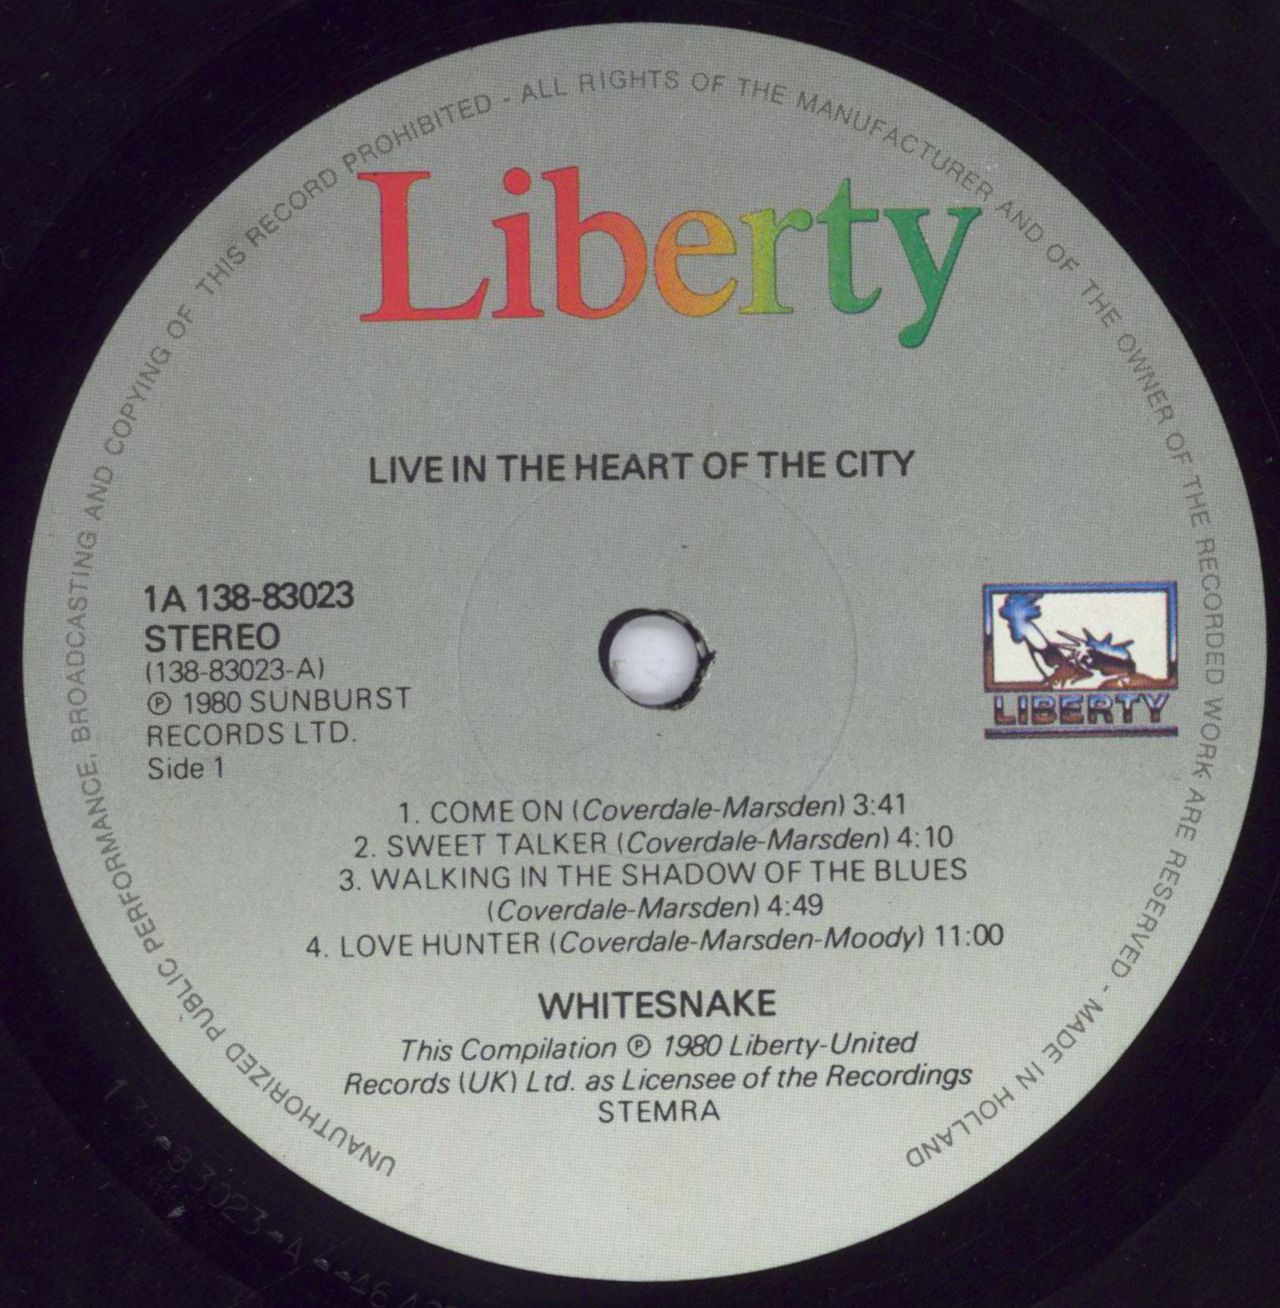 UNAUTHORIZED PUBLIC PERFORMANCE, BROADCASTING AND COPYING OF THIS RECORD PROHIBITED - ALL RIGHTS OF THE MANUFACTURER AND OF THE OWNER OF THE RECORDED WORK ARE RESERVED - MADE IN HOLLAND
Liberty
LIVE IN THE HEART OF THE CITY
1A 138-83023
STEREO
(138-83023-A)
℗ 1980 SUNBURST
RECORDS LTD.
Side 1
LIBERTY
1. COME ON (Coverdale-Marsden) 3:41
2. SWEET TALKER (Coverdale-Marsden) 4:10
3. WALKING IN THE SHADOW OF THE BLUES
(Coverdale-Marsden) 4:49
4. LOVE HUNTER (Coverdale-Marsden-Moody) 11:00
WHITESNAKE
This Compilation ℗ 1980 Liberty-United
Records (UK) Ltd. as Licensee of the Recordings
STEMRA
138-83023-A